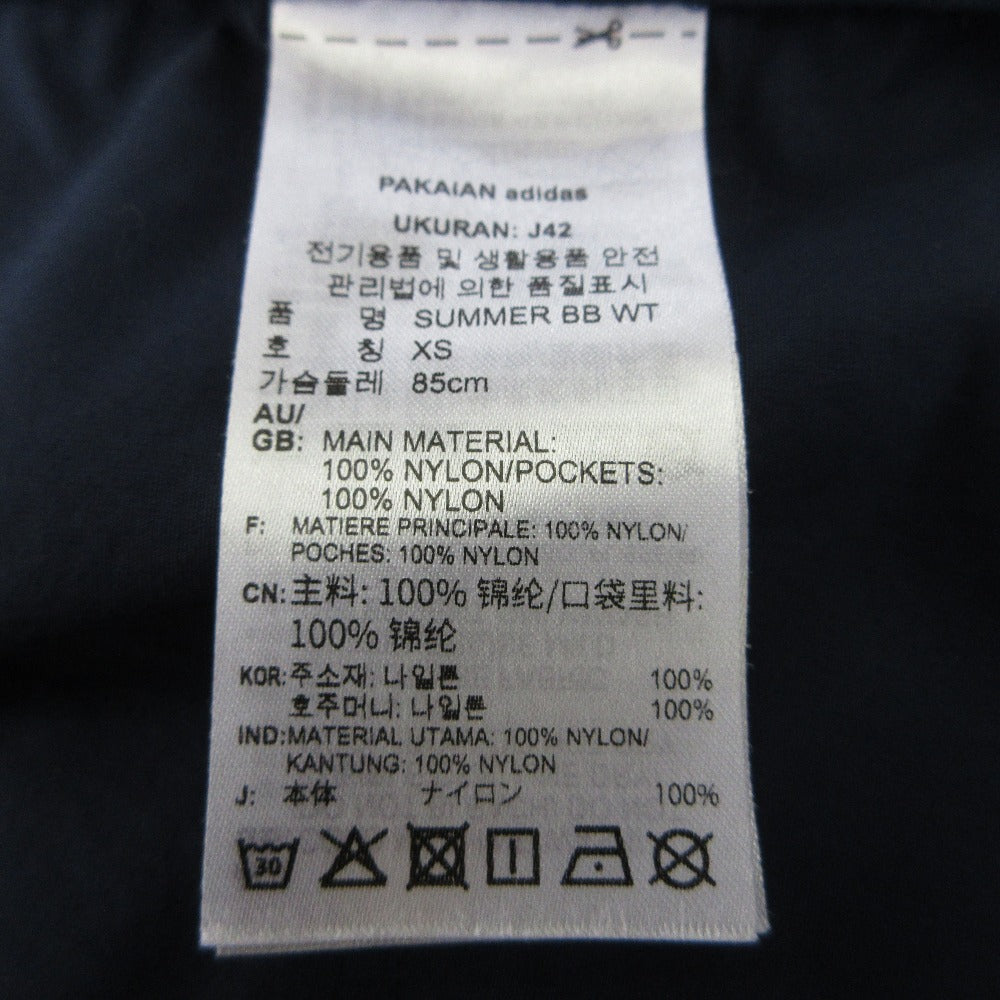 PAKAIAN adidas
UKURAN: J42
전기용품 및 생활용품 안전
관리법에 의한 품질표시
품 명 SUMMER BB WT
호 칭 XS
가슴둘레 85cm
AU/
GB: MAIN MATERIAL:
100% NYLON/POCKETS:
100% NYLON
F: MATIERE PRINCIPALE: 100% NYLON/
POCHES: 100% NYLON
CN: 主料: 100% 锦纶/口袋里料:
100% 锦纶
KOR: 주소재: 나일론 100%
호주머니: 나일론 100%
IND: MATERIAL UTAMA: 100% NYLON/
KANTUNG: 100% NYLON
J: 本体 ナイロン 100%
30